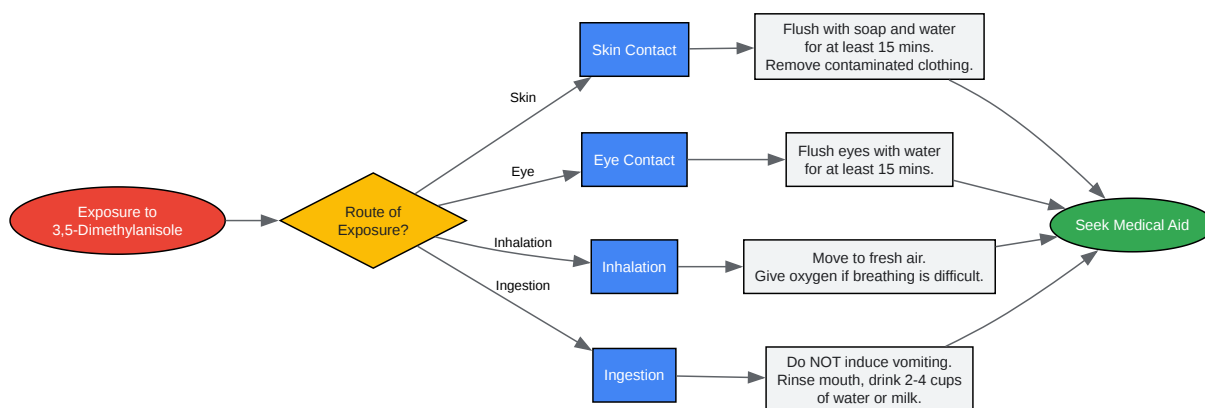 Exposure to
3,5-Dimethylanisole
Route of
Exposure?
Skin
Eye
Inhalation
Ingestion
Skin Contact
Flush with soap and water
for at least 15 mins.
Remove contaminated clothing.
Eye Contact
Flush eyes with water
for at least 15 mins.
Inhalation
Move to fresh air.
Give oxygen if breathing is difficult.
Ingestion
Do NOT induce vomiting.
Rinse mouth, drink 2-4 cups
of water or milk.
Seek Medical Aid